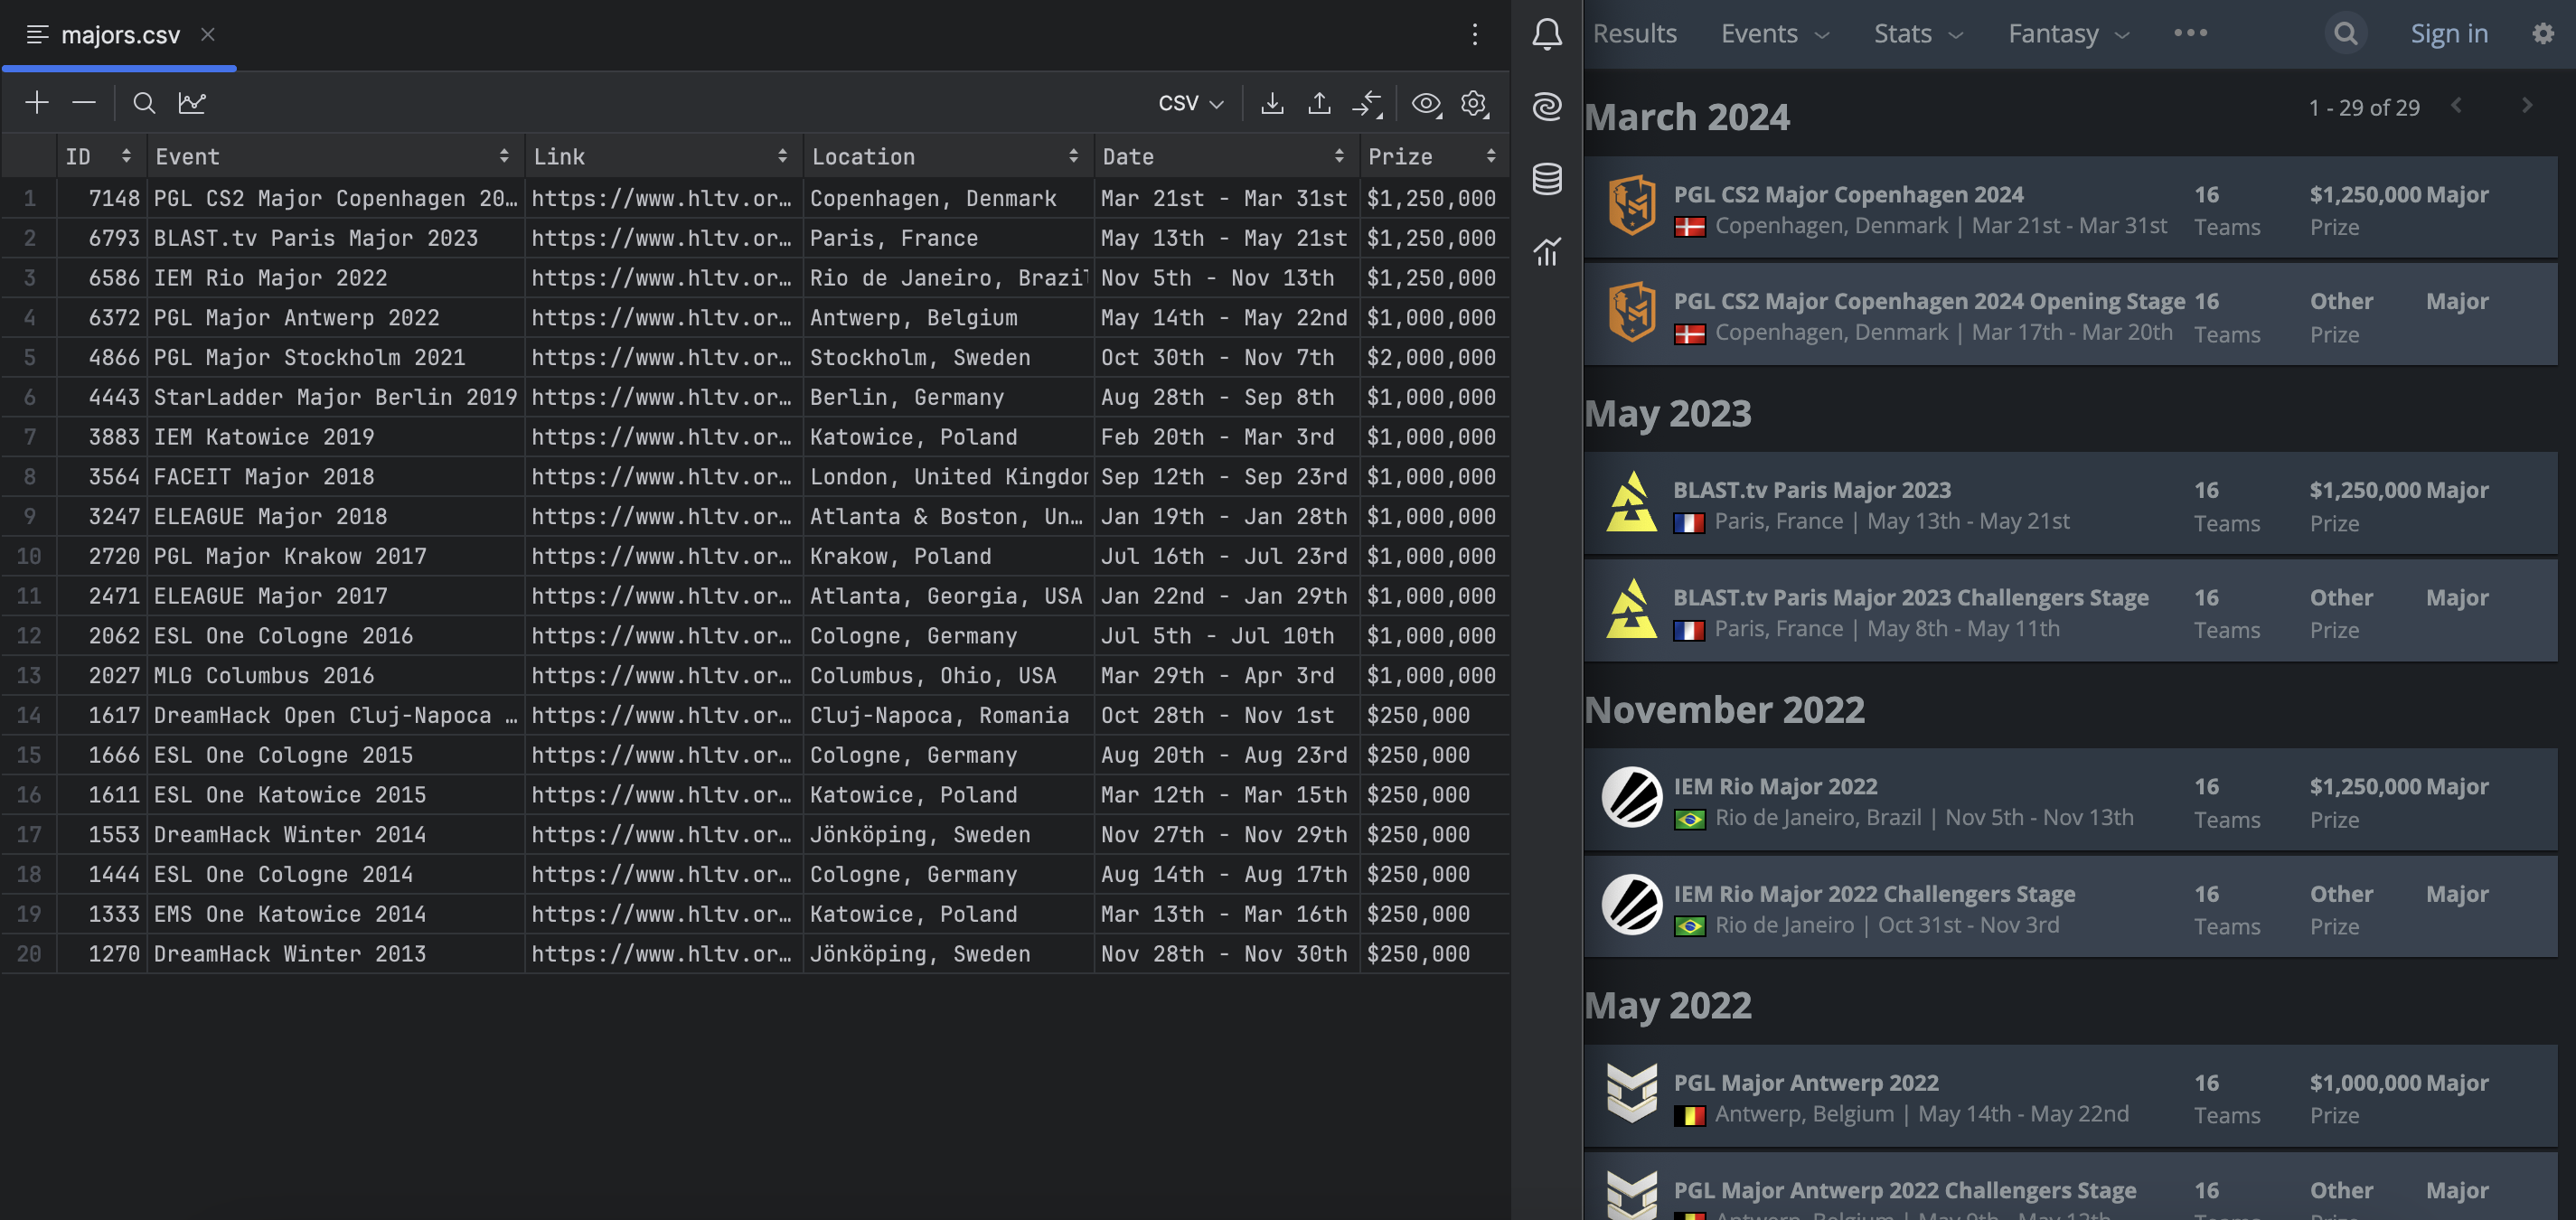 majors.csv
CSV
ID Event Link Location Date Prize
1 7148 PGL CS2 Major Copenhagen 20… https://www.hltv.or… Copenhagen, Denmark Mar 21st - Mar 31st $1,250,000
2 6793 BLAST.tv Paris Major 2023 https://www.hltv.or… Paris, France May 13th - May 21st $1,250,000
3 6586 IEM Rio Major 2022 https://www.hltv.or… Rio de Janeiro, Brazil Nov 5th - Nov 13th $1,250,000
4 6372 PGL Major Antwerp 2022 https://www.hltv.or… Antwerp, Belgium May 14th - May 22nd $1,000,000
5 4866 PGL Major Stockholm 2021 https://www.hltv.or… Stockholm, Sweden Oct 30th - Nov 7th $2,000,000
6 4443 StarLadder Major Berlin 2019 https://www.hltv.or… Berlin, Germany Aug 28th - Sep 8th $1,000,000
7 3883 IEM Katowice 2019 https://www.hltv.or… Katowice, Poland Feb 20th - Mar 3rd $1,000,000
8 3564 FACEIT Major 2018 https://www.hltv.or… London, United Kingdom Sep 12th - Sep 23rd $1,000,000
9 3247 ELEAGUE Major 2018 https://www.hltv.or… Atlanta & Boston, Un… Jan 19th - Jan 28th $1,000,000
10 2720 PGL Major Krakow 2017 https://www.hltv.or… Krakow, Poland Jul 16th - Jul 23rd $1,000,000
11 2471 ELEAGUE Major 2017 https://www.hltv.or… Atlanta, Georgia, USA Jan 22nd - Jan 29th $1,000,000
12 2062 ESL One Cologne 2016 https://www.hltv.or… Cologne, Germany Jul 5th - Jul 10th $1,000,000
13 2027 MLG Columbus 2016 https://www.hltv.or… Columbus, Ohio, USA Mar 29th - Apr 3rd $1,000,000
14 1617 DreamHack Open Cluj-Napoca … https://www.hltv.or… Cluj-Napoca, Romania Oct 28th - Nov 1st $250,000
15 1666 ESL One Cologne 2015 https://www.hltv.or… Cologne, Germany Aug 20th - Aug 23rd $250,000
16 1611 ESL One Katowice 2015 https://www.hltv.or… Katowice, Poland Mar 12th - Mar 15th $250,000
17 1553 DreamHack Winter 2014 https://www.hltv.or… Jönköping, Sweden Nov 27th - Nov 29th $250,000
18 1444 ESL One Cologne 2014 https://www.hltv.or… Cologne, Germany Aug 14th - Aug 17th $250,000
19 1333 EMS One Katowice 2014 https://www.hltv.or… Katowice, Poland Mar 13th - Mar 16th $250,000
20 1270 DreamHack Winter 2013 https://www.hltv.or… Jönköping, Sweden Nov 28th - Nov 30th $250,000
Results Events Stats Fantasy Sign in
March 2024 1 - 29 of 29
PGL CS2 Major Copenhagen 2024 16 $1,250,000 Major
Copenhagen, Denmark | Mar 21st - Mar 31st Teams Prize
PGL CS2 Major Copenhagen 2024 Opening Stage 16 Other Major
Copenhagen, Denmark | Mar 17th - Mar 20th Teams Prize
May 2023
BLAST.tv Paris Major 2023 16 $1,250,000 Major
Paris, France | May 13th - May 21st Teams Prize
BLAST.tv Paris Major 2023 Challengers Stage 16 Other Major
Paris, France | May 8th - May 11th Teams Prize
November 2022
IEM Rio Major 2022 16 $1,250,000 Major
Rio de Janeiro, Brazil | Nov 5th - Nov 13th Teams Prize
IEM Rio Major 2022 Challengers Stage 16 Other Major
Rio de Janeiro | Oct 31st - Nov 3rd Teams Prize
May 2022
PGL Major Antwerp 2022 16 $1,000,000 Major
Antwerp, Belgium | May 14th - May 22nd Teams Prize
PGL Major Antwerp 2022 Challengers Stage 16 Other Major
Antwerp, Belgium | May 9th - May 12th Teams Prize